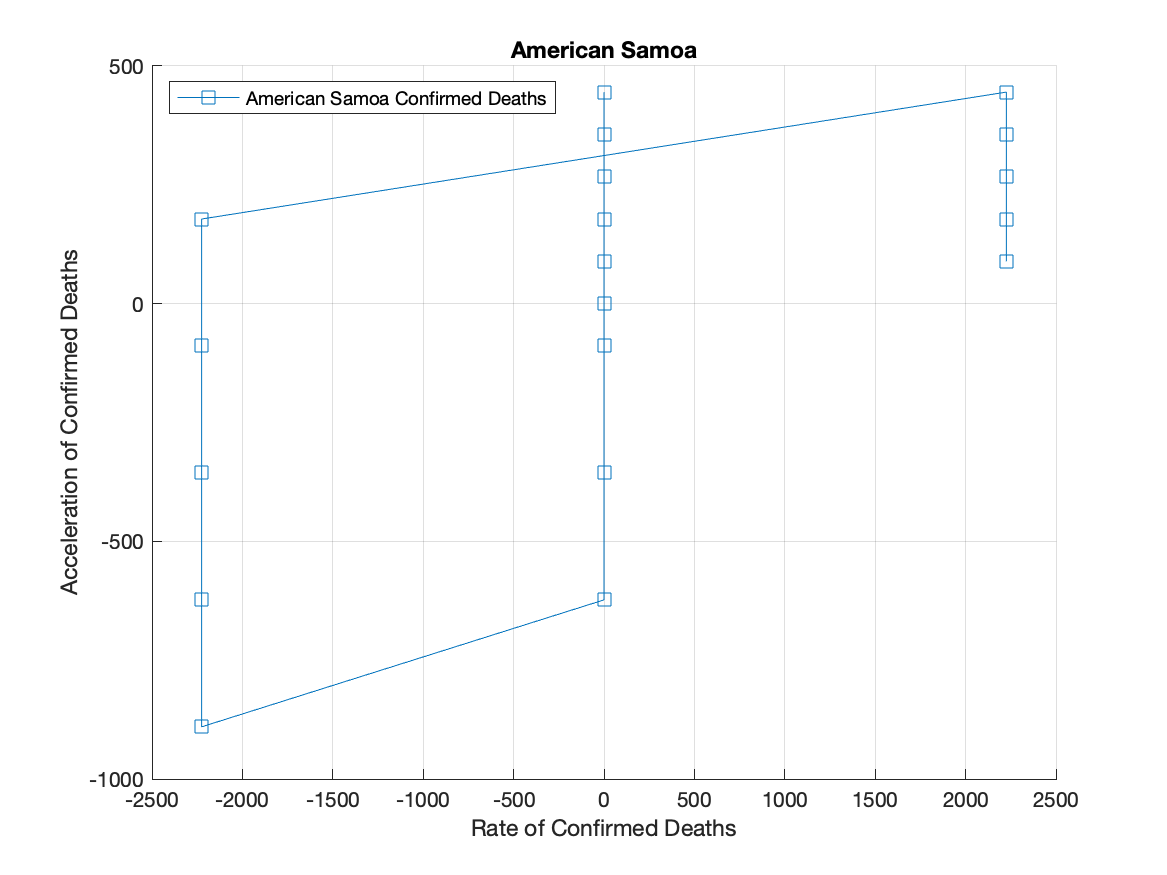 American Samoa
American Samoa Confirmed Deaths
500
0
-500
-1000
Acceleration of Confirmed Deaths
-2500 -2000 -1500 -1000 -500 0 500 1000 1500 2000 2500
Rate of Confirmed Deaths